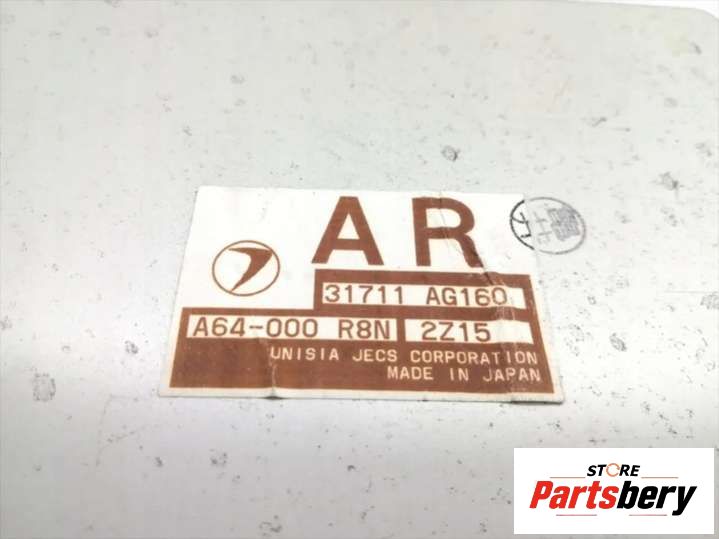 AR
31711 AG160
A64-000 R8N 2Z15
UNISIA JECS CORPORATION
MADE IN JAPAN
STORE
Partsbery